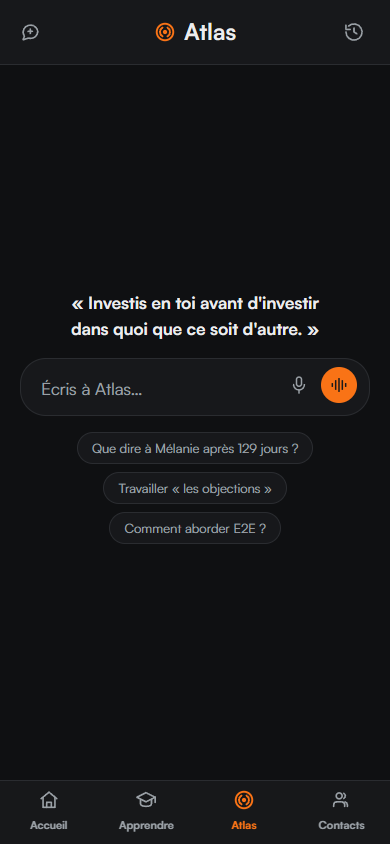 Atlas
« Investis en toi avant d'investir
dans quoi que ce soit d'autre. »
Écris à Atlas...
Que dire à Mélanie après 129 jours ?
Travailler « les objections »
Comment aborder E2E ?
Accueil
Apprendre
Atlas
Contacts